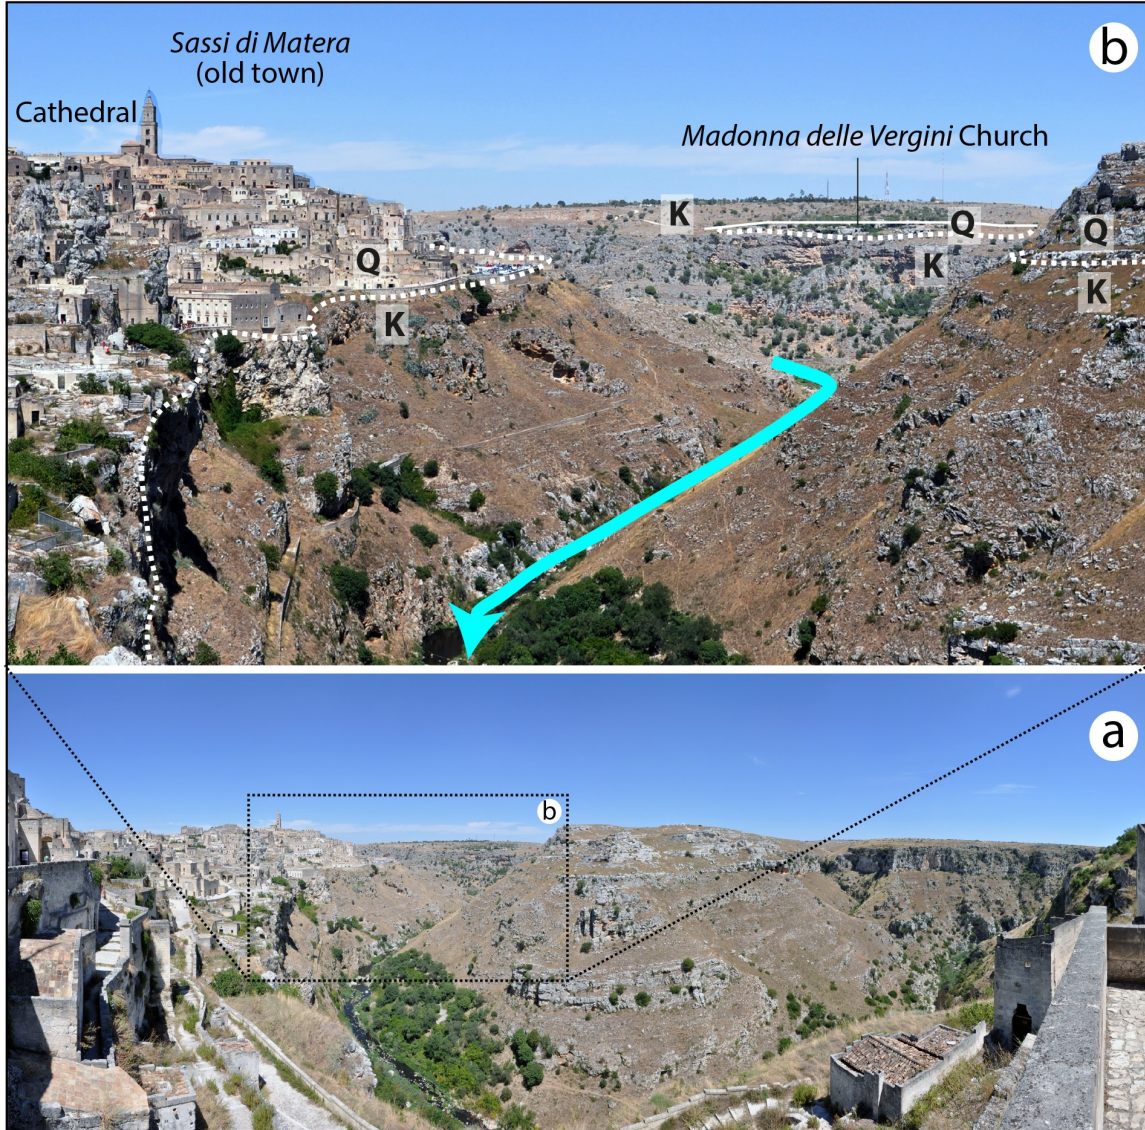 b
Sassi di Matera
(old town)
Cathedral
Madonna delle Vergini Church
K
Q
Q
Q
K
K
K
a
b